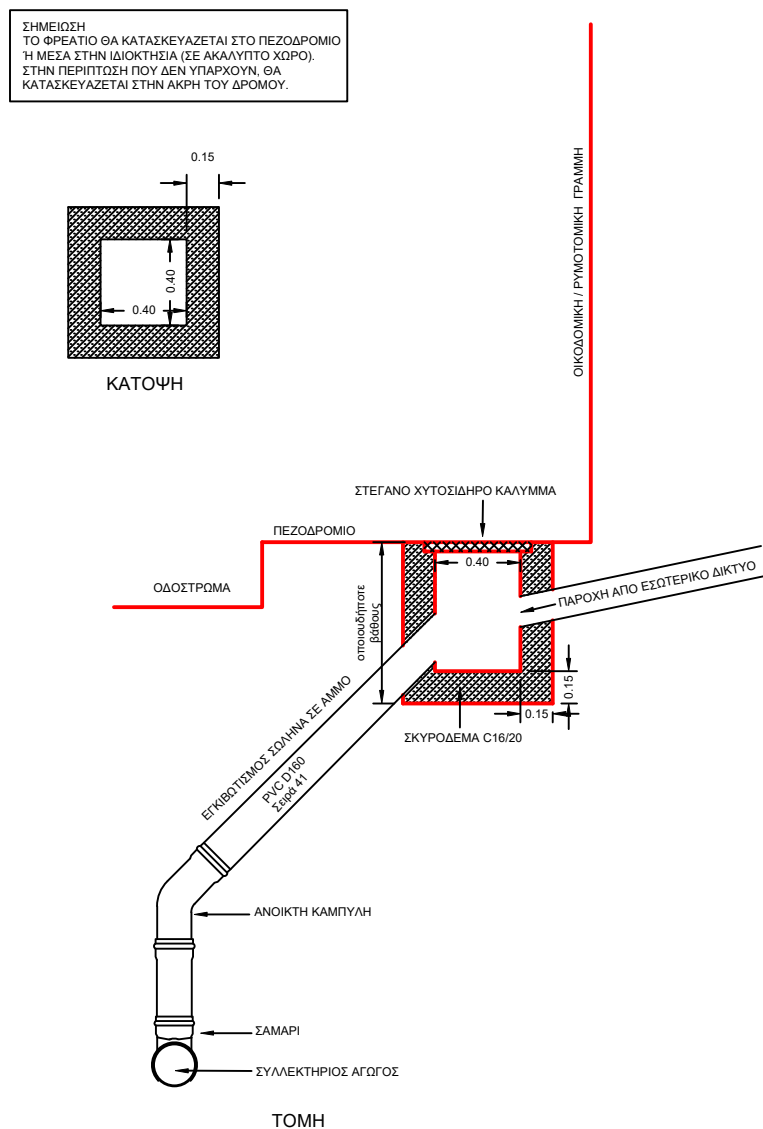 ΣΗΜΕΙΩΣΗ
ΤΟ ΦΡΕΑΤΙΟ ΘΑ ΚΑΤΑΣΚΕΥΑΖΕΤΑΙ ΣΤΟ ΠΕΖΟΔΡΟΜΙΟ
Ή ΜΕΣΑ ΣΤΗΝ ΙΔΙΟΚΤΗΣΙΑ (ΣΕ ΑΚΑΛΥΠΤΟ ΧΩΡΟ).
ΣΤΗΝ ΠΕΡΙΠΤΩΣΗ ΠΟΥ ΔΕΝ ΥΠΑΡΧΟΥΝ, ΘΑ
ΚΑΤΑΣΚΕΥΑΖΕΤΑΙ ΣΤΗΝ ΑΚΡΗ ΤΟΥ ΔΡΟΜΟΥ.
0.15
0.40
0.40
ΚΑΤΟΨΗ
ΟΙΚΟΔΟΜΙΚΗ / ΡΥΜΟΤΟΜΙΚΗ ΓΡΑΜΜΗ
ΣΤΕΓΑΝΟ ΧΥΤΟΣΙΔΗΡΟ ΚΑΛΥΜΜΑ
ΠΕΖΟΔΡΟΜΙΟ
0.40
ΟΔΟΣΤΡΩΜΑ
ΠΑΡΟΧΗ ΑΠΟ ΕΣΩΤΕΡΙΚΟ ΔΙΚΤΥΟ
οποιουδήποτε
βάθους
0.15
0.15
ΣΚΥΡΟΔΕΜΑ C16/20
ΕΓΚΙΒΩΤΙΣΜΟΣ ΣΩΛΗΝΑ ΣΕ ΑΜΜΟ
PVC D160
Σειρά 41
ΑΝΟΙΚΤΗ ΚΑΜΠΥΛΗ
ΣΑΜΑΡΙ
ΣΥΛΛΕΚΤΗΡΙΟΣ ΑΓΩΓΟΣ
ΤΟΜΗ